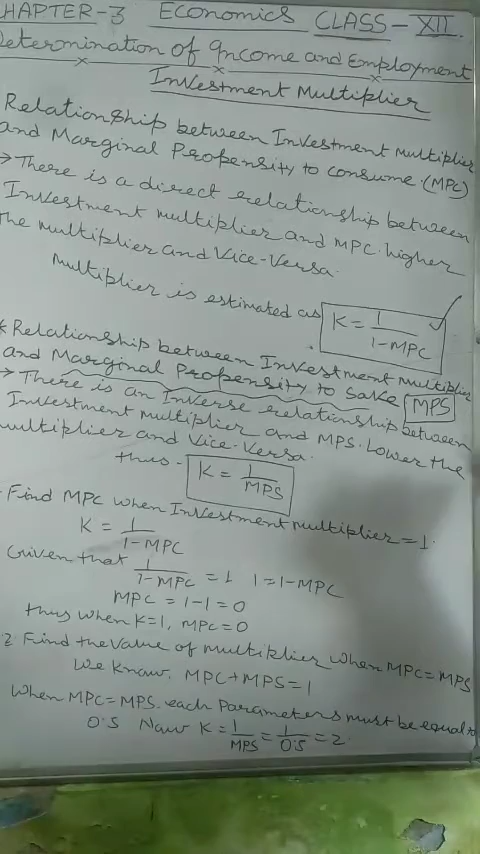 HAPTER-3 Economics CLASS-XII.
Determination of Income and Employment
Investment Multiplier
Relationship between Investment multiplier
and Marginal Propensity to consume.(MPC)
→ There is a direct relationship between
Investment multiplier and MPC. higher
the multiplier and Vice-Versa.
multiplier is estimated as K = 1/1-MPC ✓
* Relationship between Investment Multiplier
and Marginal Propensity to Sake MPS
→ There is an Inverse relationship between
Investment multiplier and MPS. Lower the
multiplier and Vice-Versa.
thus- K = 1/MPS
Find MPC when Investment multiplier = 1.
K = 1/1-MPC
Given that 1/1-MPC = 1 1 = 1-MPC
MPC = 1-1 = 0
thus when K=1, MPC=0
2 Find the value of multiplier when MPC = MPS
We Know, MPC + MPS = 1
When MPC = MPS. each Parameters must be equal to
0.5 Naw K = 1/MPS = 1/0.5 = 2.